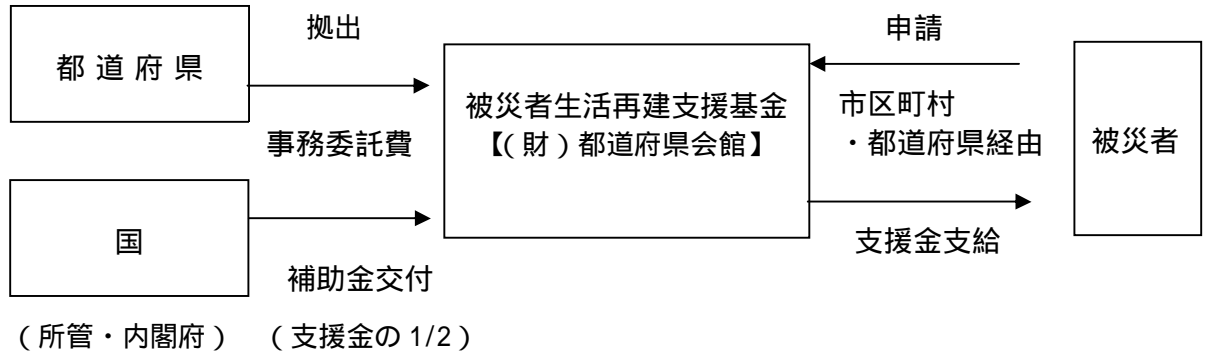 拠出
申請
都道府県
被災者生活再建支援基金
【(財)都道府県会館】
市区町村
・都道府県経由
被災者
事務委託費
国
支援金支給
補助金交付
(所管・内閣府)
(支援金の 1/2)